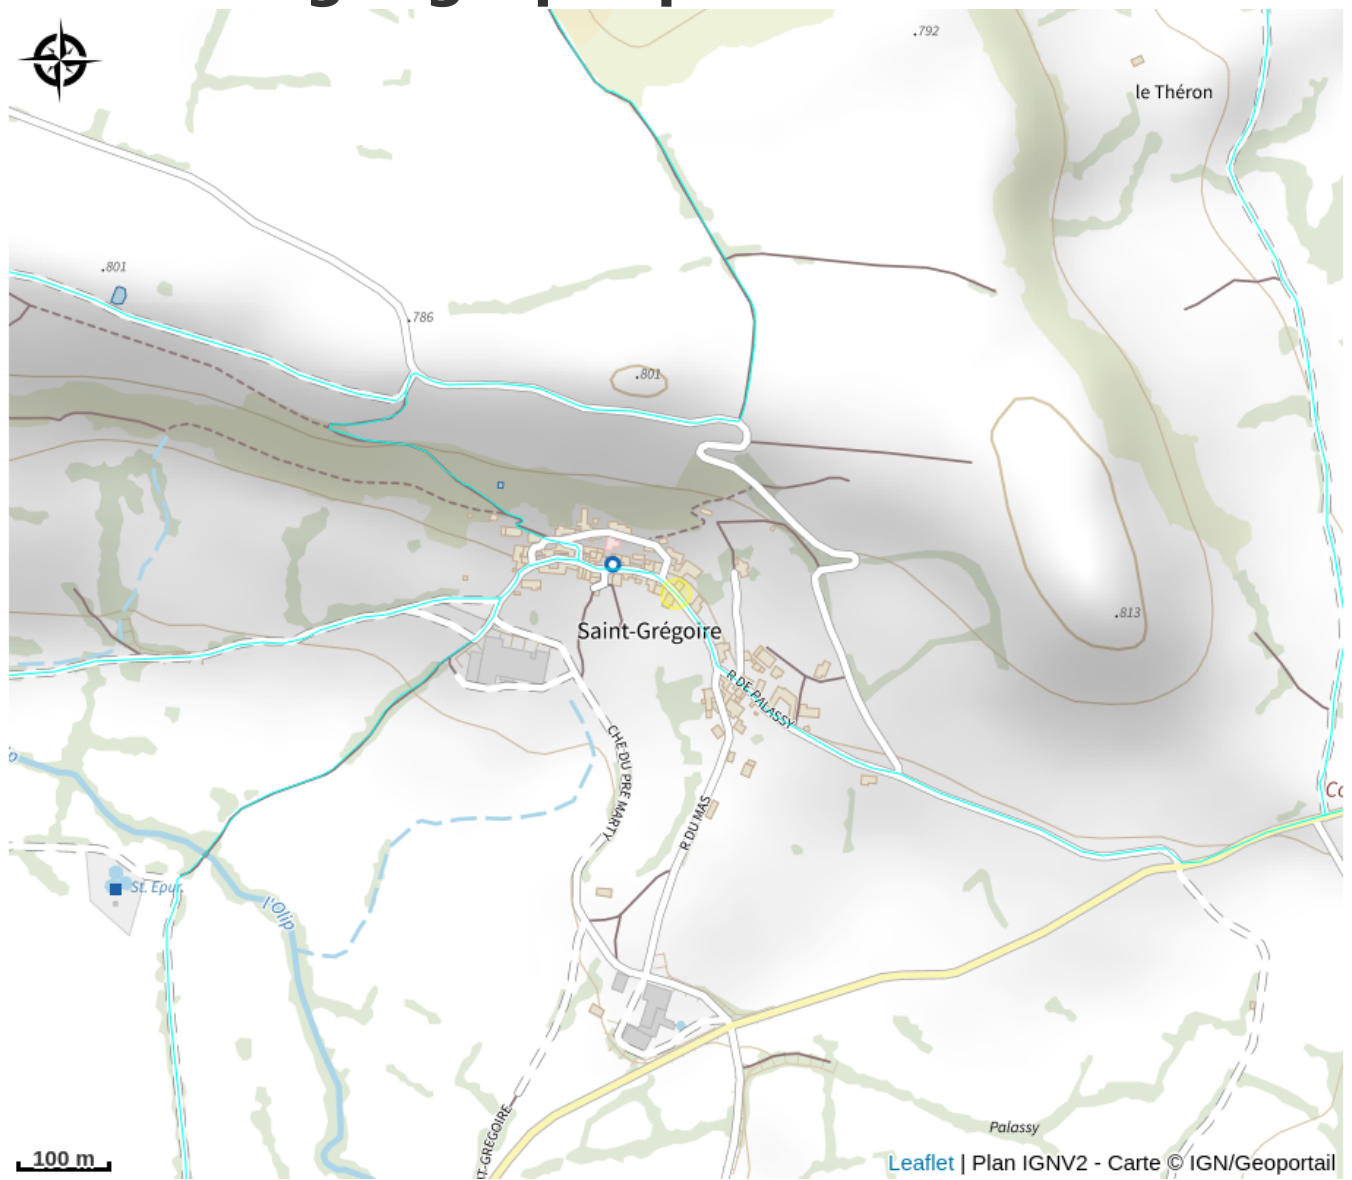 .792
le Théron
.801
.786
.801
.813
Saint-Grégoire
R DE PALASSY
CHE DU PRE MARTY
R DU MAS
St. Epur.
l'Olip
Palassy
100 m
Leaflet | Plan IGNV2 - Carte © IGN/Geoportail